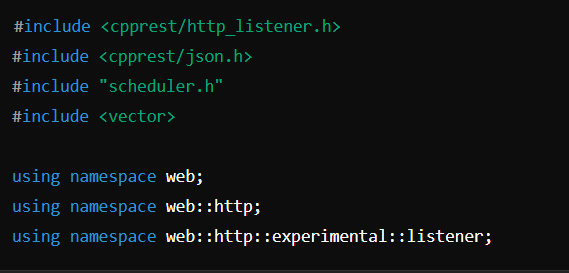 #include <cpprest/http_listener.h>
#include <cpprest/json.h>
#include "scheduler.h"
#include <vector>
using namespace web;
using namespace web::http;
using namespace web::http::experimental::listener;